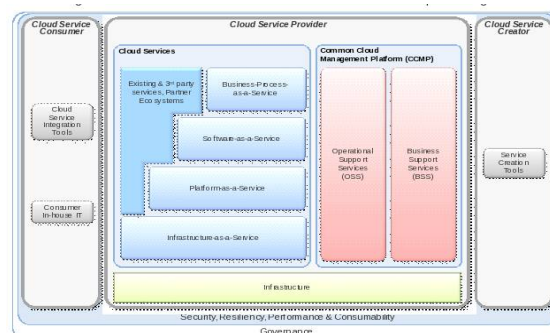 Cloud Service
Consumer
Cloud Service Provider
Cloud Service
Creator
Cloud Services
Common Cloud
Management Platform (CCMP)
Existing & 3rd party
services, Partner
Ecosystems
Business-Process-
as-a-Service
Software-as-a-Service
Platform-as-a-Service
Infrastructure-as-a-Service
Operational
Support
Services
(OSS)
Business
Support
Services
(BSS)
Cloud
Service
Integration
Tools
Consumer
In-house IT
Service
Creation
Tools
Infrastructure
Security, Resiliency, Performance & Consumability
Governance